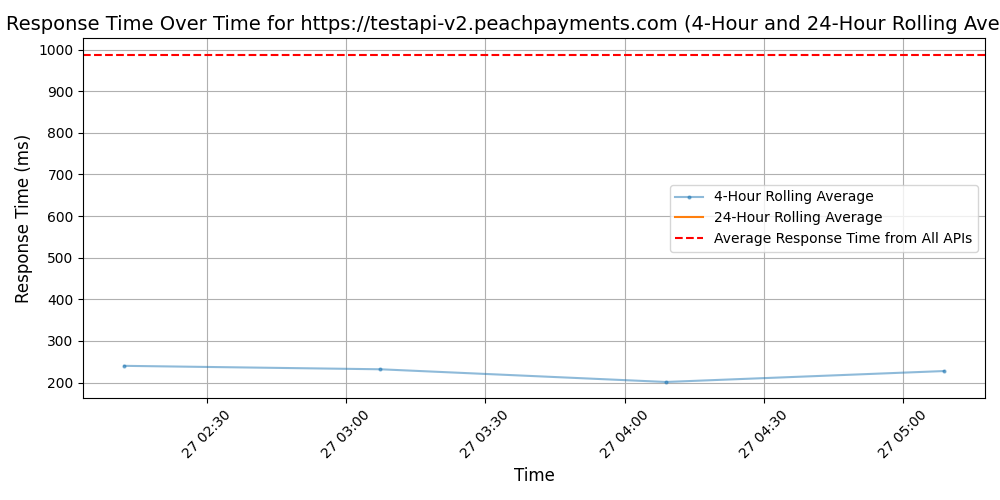 Response Time Over Time for https://testapi-v2.peachpayments.com (4-Hour and 24-Hour Rolling Ave
1000
900
800
700
600
500
400
300
200
Response Time (ms)
4-Hour Rolling Average
24-Hour Rolling Average
Average Response Time from All APIs
27 02:30
27 03:00
27 03:30
27 04:00
27 04:30
27 05:00
Time